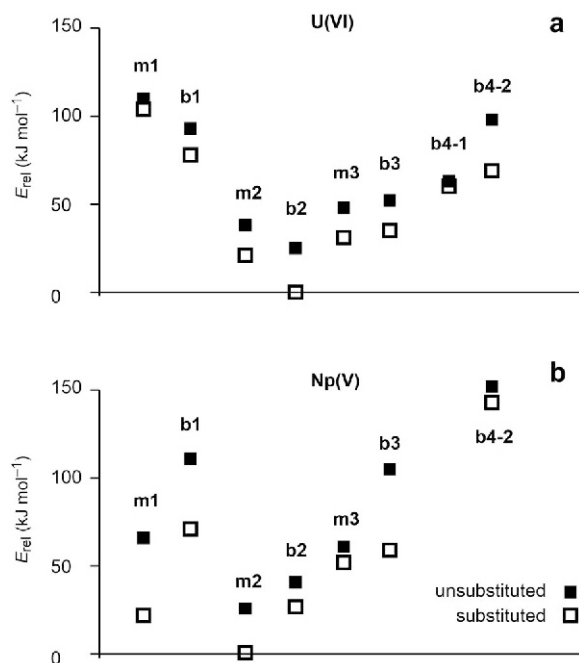 U(VI)
a
150
100
50
0
E_rel (kJ mol⁻¹)
m1
b1
m2
b2
m3
b3
b4-1
b4-2
Np(V)
b
150
100
50
0
E_rel (kJ mol⁻¹)
m1
b1
m2
b2
m3
b3
b4-2
unsubstituted
substituted